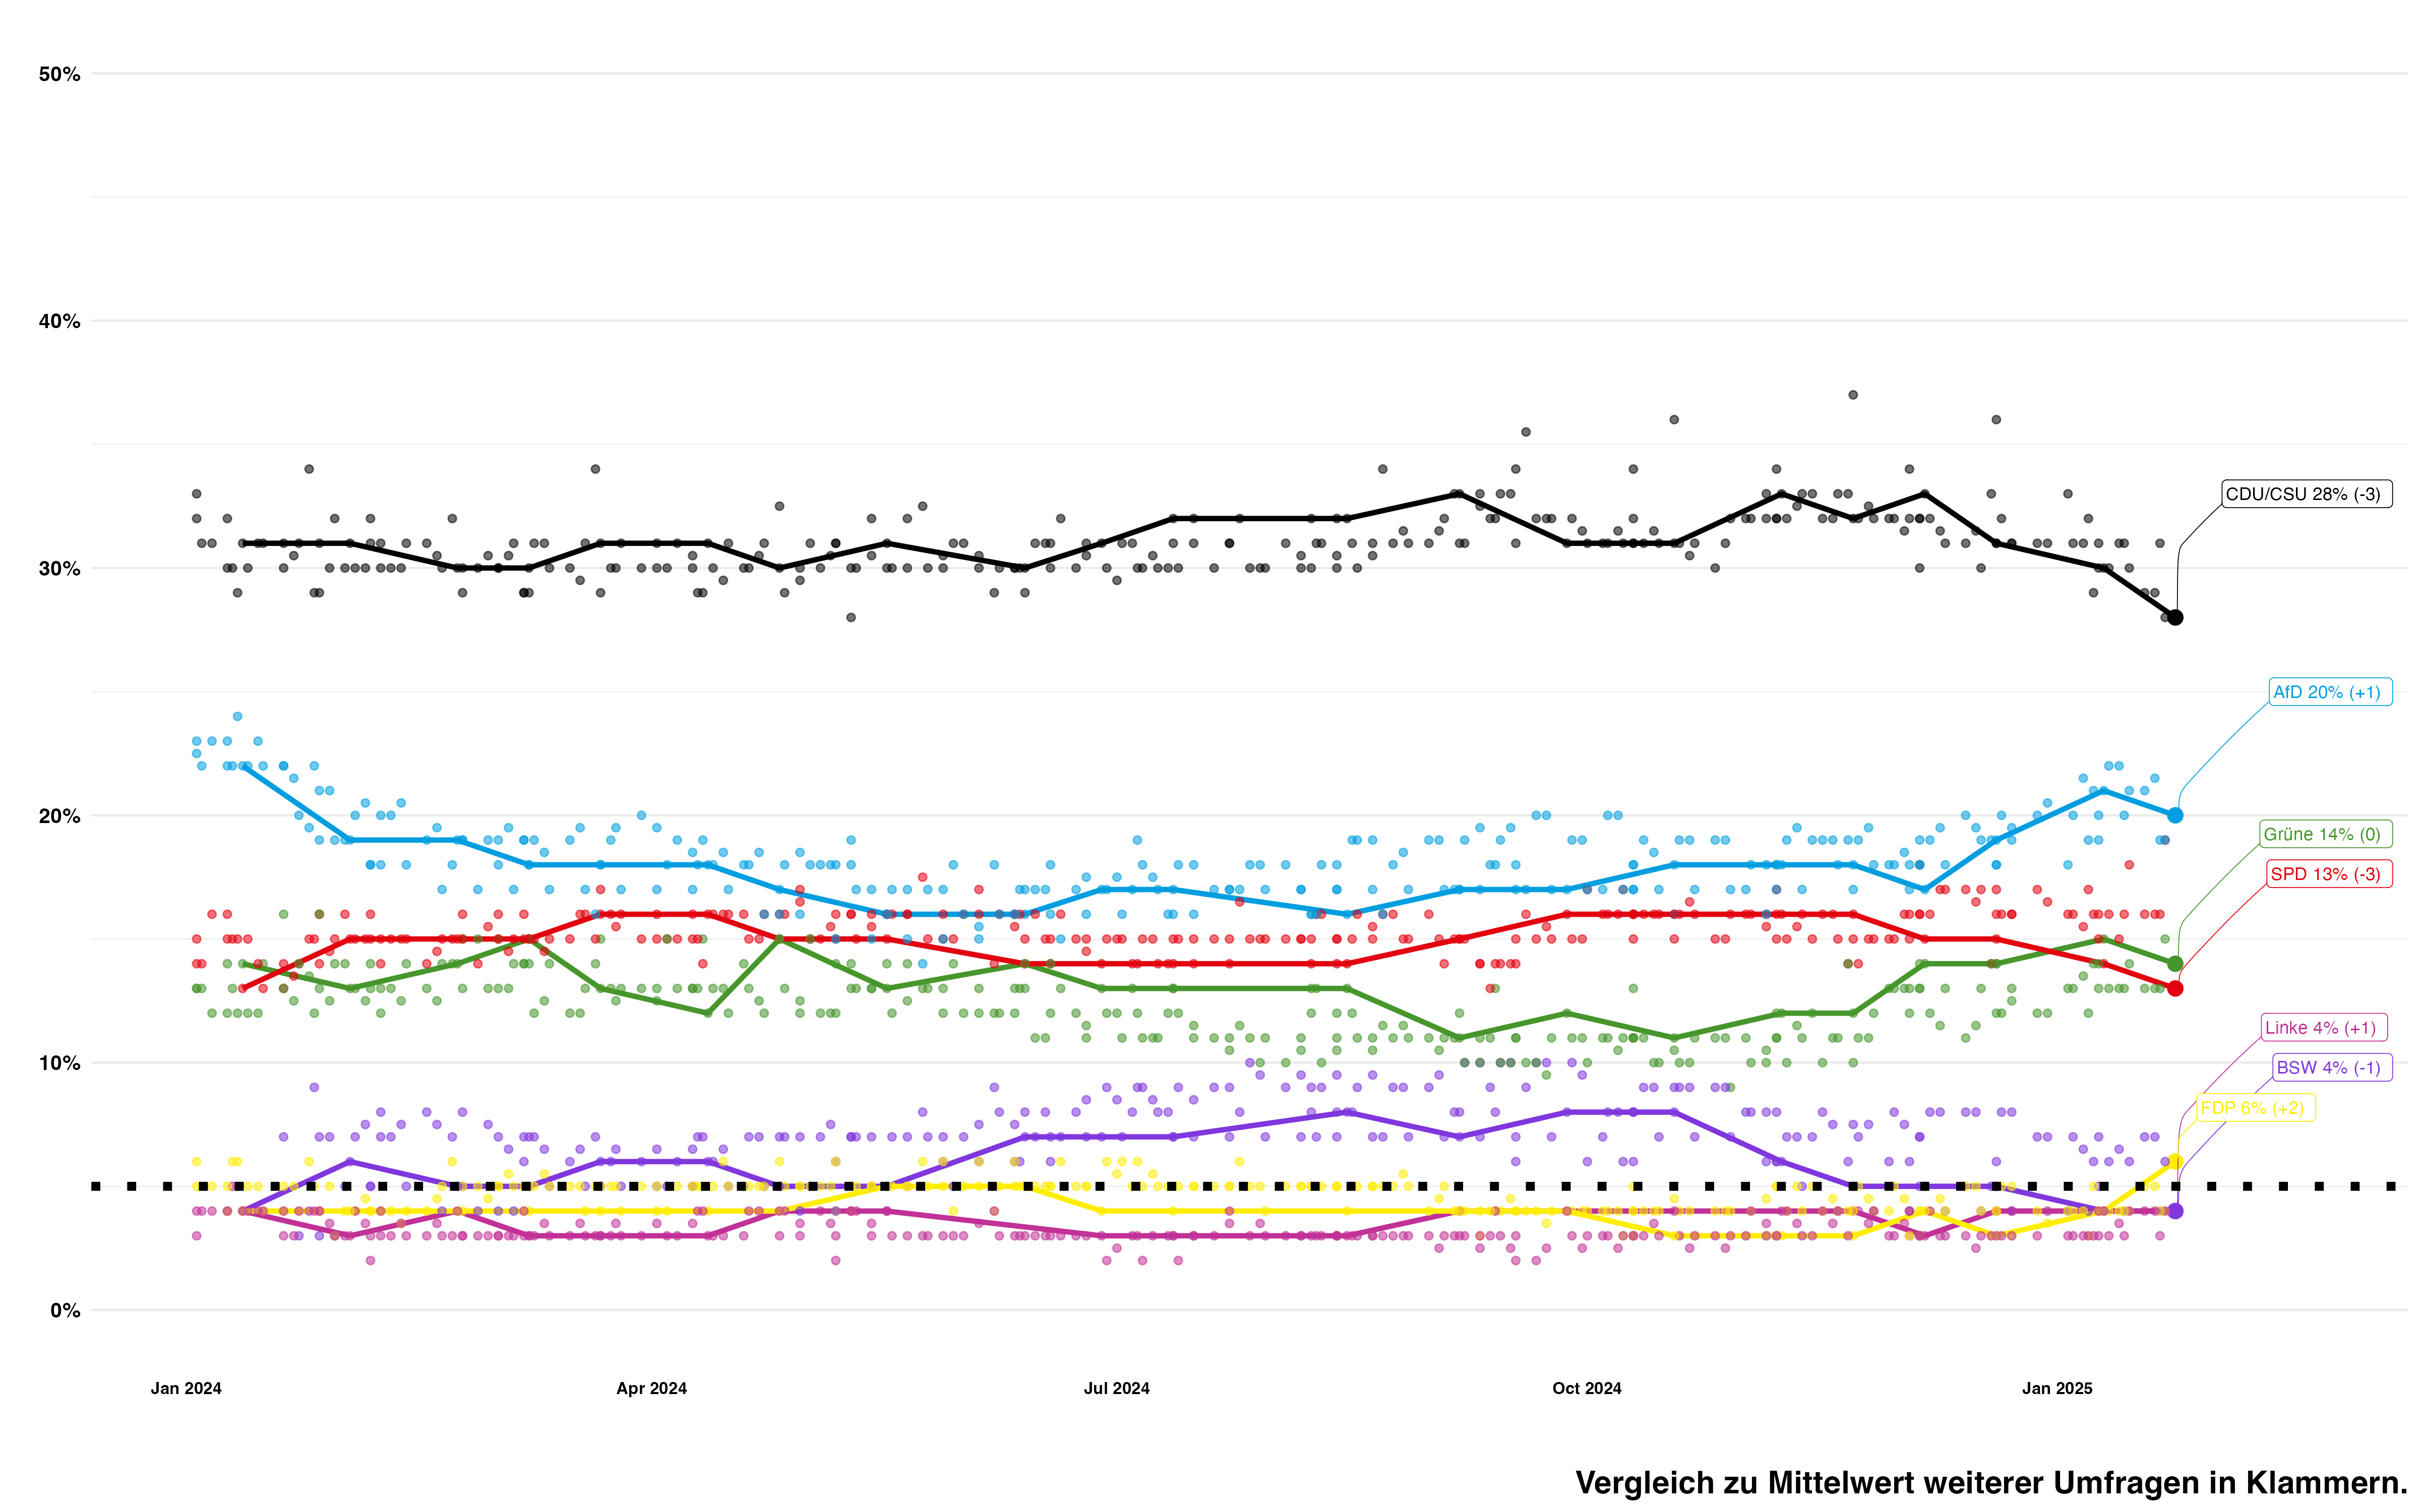 50%
40%
30%
20%
10%
0%
CDU/CSU 28% (-3)
AfD 20% (+1)
Grüne 14% (0)
SPD 13% (-3)
Linke 4% (+1)
BSW 4% (-1)
FDP 6% (+2)
Jan 2024
Apr 2024
Jul 2024
Oct 2024
Jan 2025
Vergleich zu Mittelwert weiterer Umfragen in Klammern.